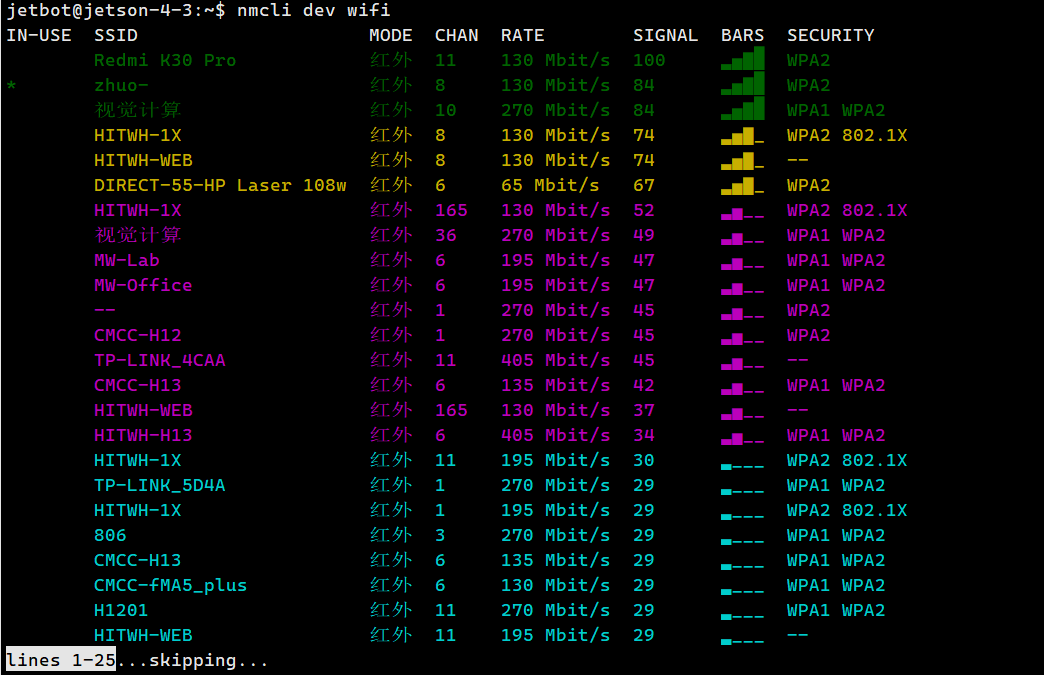 jetbot@jetson-4-3:~$ nmcli dev wifi
IN-USE  SSID                     MODE  CHAN  RATE        SIGNAL  BARS  SECURITY
        Redmi K30 Pro            红外  11    130 Mbit/s  100     ▂▄▆█  WPA2
*       zhuo-                    红外  8     130 Mbit/s  84      ▂▄▆█  WPA2
        视觉计算                 红外  10    270 Mbit/s  84      ▂▄▆█  WPA1 WPA2
        HITWH-1X                 红外  8     130 Mbit/s  74      ▂▄▆_  WPA2 802.1X
        HITWH-WEB                红外  8     130 Mbit/s  74      ▂▄▆_  --
        DIRECT-55-HP Laser 108w  红外  6     65 Mbit/s   67      ▂▄▆_  WPA2
        HITWH-1X                 红外  165   130 Mbit/s  52      ▂▄__  WPA2 802.1X
        视觉计算                 红外  36    270 Mbit/s  49      ▂▄__  WPA1 WPA2
        MW-Lab                   红外  6     195 Mbit/s  47      ▂▄__  WPA1 WPA2
        MW-Office                红外  6     195 Mbit/s  47      ▂▄__  WPA1 WPA2
        --                       红外  1     270 Mbit/s  45      ▂▄__  WPA2
        CMCC-H12                 红外  1     270 Mbit/s  45      ▂▄__  WPA2
        TP-LINK_4CAA             红外  11    405 Mbit/s  45      ▂▄__  --
        CMCC-H13                 红外  6     135 Mbit/s  42      ▂▄__  WPA1 WPA2
        HITWH-WEB                红外  165   130 Mbit/s  37      ▂▄__  --
        HITWH-H13                红外  6     405 Mbit/s  34      ▂▄__  WPA1 WPA2
        HITWH-1X                 红外  11    195 Mbit/s  30      ▂___  WPA2 802.1X
        TP-LINK_5D4A             红外  1     270 Mbit/s  29      ▂___  WPA1 WPA2
        HITWH-1X                 红外  1     195 Mbit/s  29      ▂___  WPA2 802.1X
        806                      红外  3     270 Mbit/s  29      ▂___  WPA1 WPA2
        CMCC-H13                 红外  6     135 Mbit/s  29      ▂___  WPA1 WPA2
        CMCC-fMA5_plus           红外  6     130 Mbit/s  29      ▂___  WPA1 WPA2
        H1201                    红外  11    270 Mbit/s  29      ▂___  WPA1 WPA2
        HITWH-WEB                红外  11    195 Mbit/s  29      ▂___  --
lines 1-25...skipping...